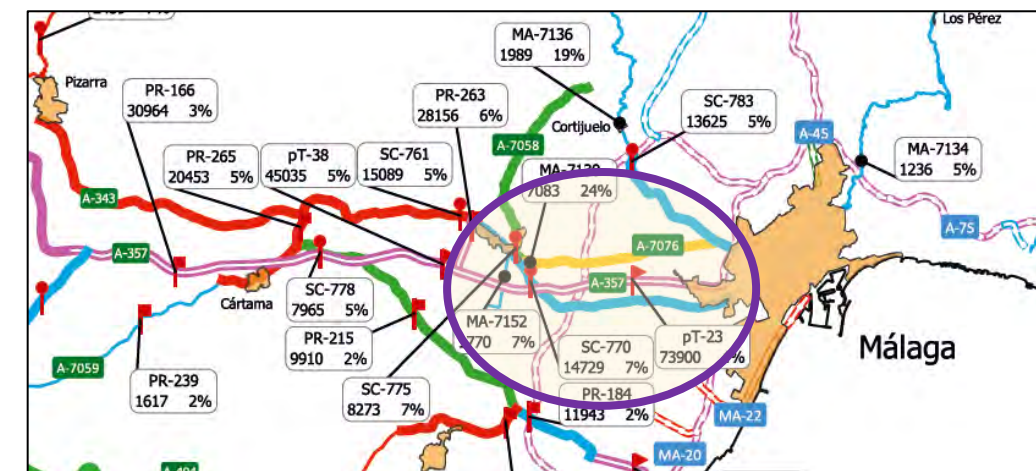 Los Pérez
MA-7136
1989 19%
Pizarra
PR-166
30964 3%
PR-263
28156 6%
SC-783
13625 5%
Cortijuelo
A-45
A-7058
PR-265
20453 5%
pT-38
45035 5%
SC-761
15089 5%
MA-7134
1236 5%
7083 24%
A-343
A-75
A-7076
A-357
A-357
Cártama
SC-778
7965 5%
MA-7152
7%
SC-770
14729 7%
pT-23
73900
Málaga
PR-215
9910 2%
A-7059
PR-239
1617 2%
SC-775
8273 7%
PR-184
11943 2%
MA-22
MA-20